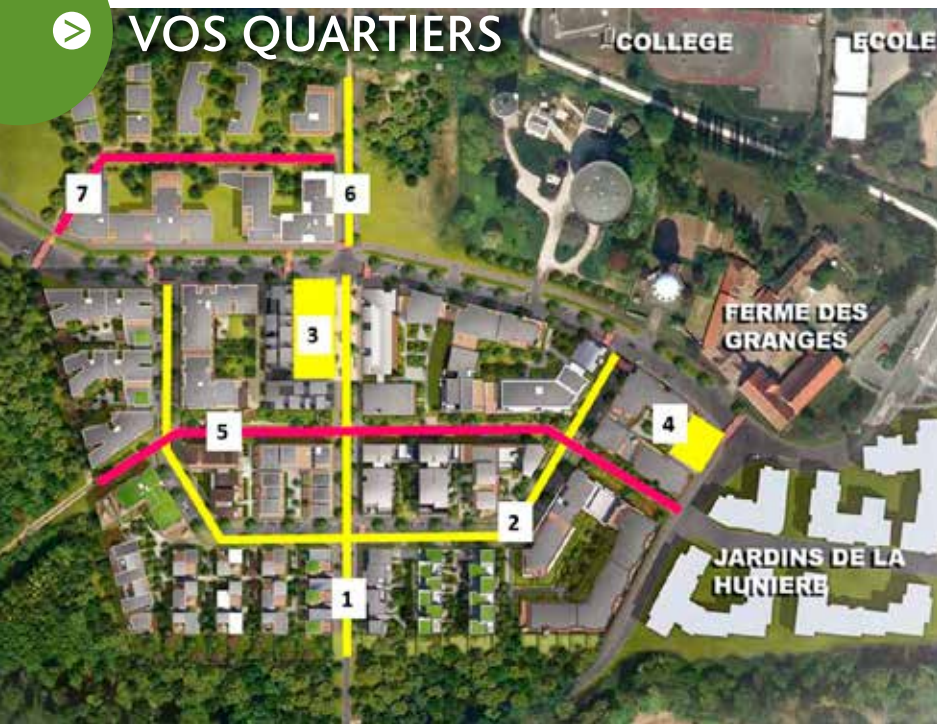 VOS QUARTIERS
COLLEGE
ECOLE
7
6
3
FERME DES
GRANGES
5
4
2
JARDINS DE LA
HUNIERE
1